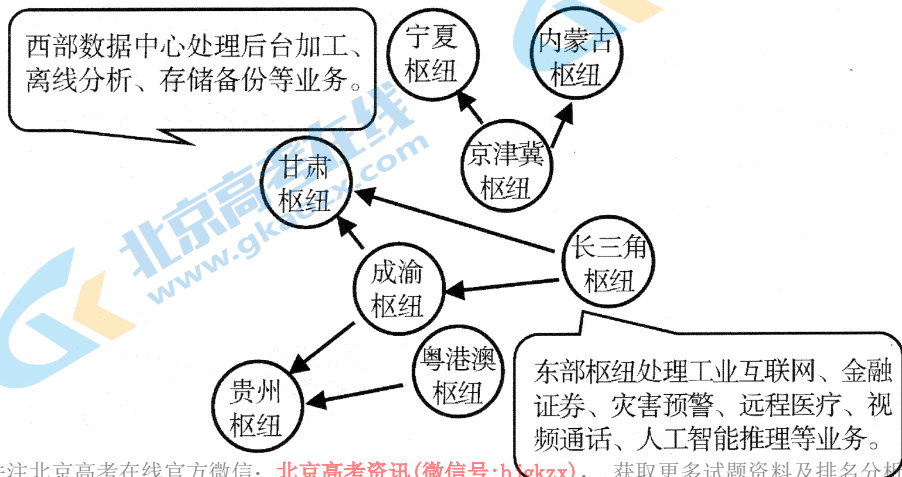 西部数据中心处理后台加工、
离线分析、存储备份等业务。
宁夏
枢纽
内蒙古
枢纽
京津冀
枢纽
甘肃
枢纽
长三角
枢纽
成渝
枢纽
粤港澳
枢纽
贵州
枢纽
东部枢纽处理工业互联网、金融
证券、灾害预警、远程医疗、视
频通话、人工智能推理等业务。
北京高考在线
www.gkaozx.com
注北京高考在线官方微信：北京高考资讯(微信号:bjgkzx)， 获取更多试题资料及排名分析